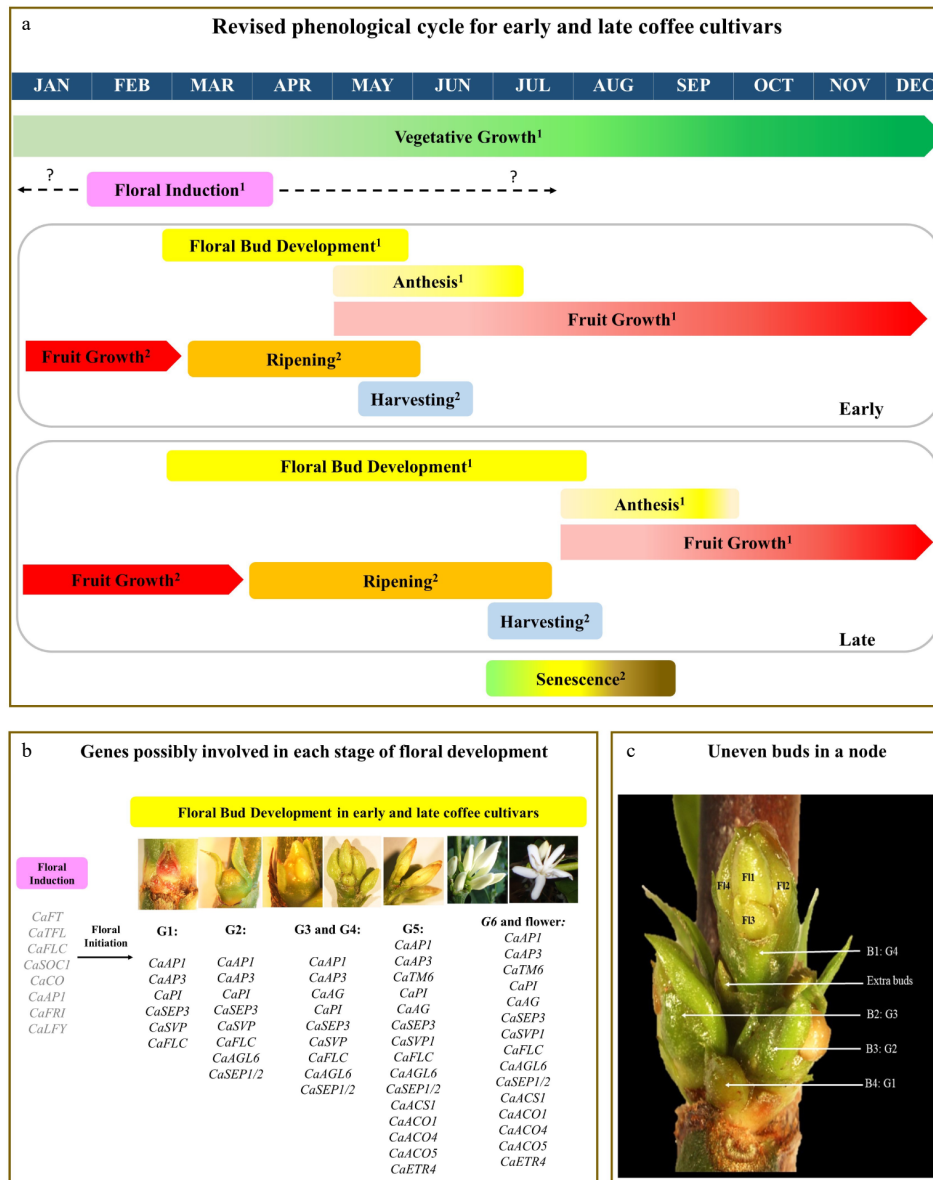 a
Revised phenological cycle for early and late coffee cultivars
JAN FEB MAR APR MAY JUN JUL AUG SEP OCT NOV DEC
Vegetative Growth¹
? ?
Floral Induction¹
Floral Bud Development¹
Anthesis¹
Fruit Growth¹
Fruit Growth² Ripening²
Harvesting²
Early
Floral Bud Development¹
Anthesis¹
Fruit Growth¹
Fruit Growth² Ripening²
Harvesting²
Late
Senescence²
b
Genes possibly involved in each stage of floral development
Floral Bud Development in early and late coffee cultivars
Floral
Induction
CaFT
CaTFL
CaFLC
CaSOC1
CaCO
CaAP1
CaFRI
CaLFY
Floral
Initiation
G1:
CaAP1
CaAP3
CaPI
CaSEP3
CaSVP
CaFLC
G2:
CaAP1
CaAP3
CaPI
CaSEP3
CaSVP
CaFLC
CaAGL6
CaSEP1/2
G3 and G4:
CaAP1
CaAP3
CaAG
CaPI
CaSEP3
CaSVP
CaFLC
CaAGL6
CaSEP1/2
G5:
CaAP1
CaAP3
CaTM6
CaPI
CaAG
CaSEP3
CaSVP1
CaFLC
CaAGL6
CaSEP1/2
CaACS1
CaACO1
CaACO4
CaACO5
CaETR4
G6 and flower:
CaAP1
CaAP3
CaTM6
CaPI
CaAG
CaSEP3
CaSVP1
CaFLC
CaAGL6
CaSEP1/2
CaACS1
CaACO1
CaACO4
CaACO5
CaETR4
c
Uneven buds in a node
Fl1
Fl4 Fl2
Fl3
B1: G4
Extra buds
B2: G3
B3: G2
B4: G1